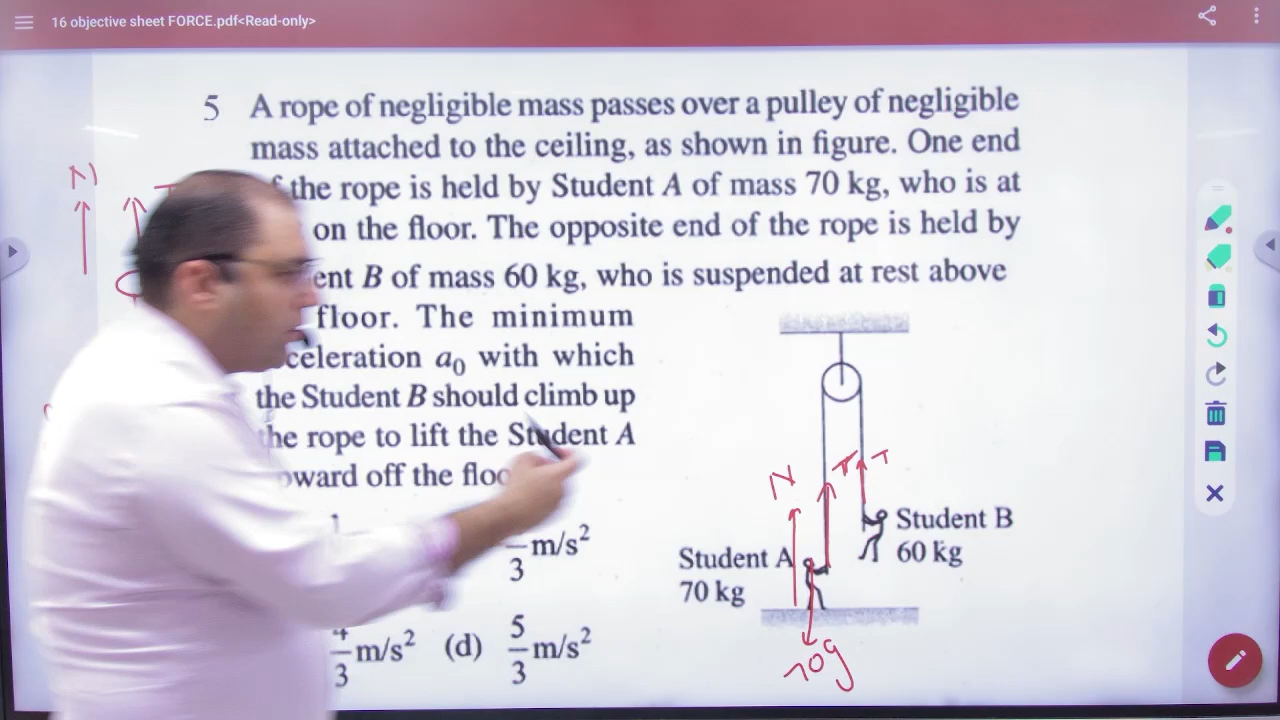 16 objective sheet FORCE.pdf<Read-only>
5 A rope of negligible mass passes over a pulley of negligible
mass attached to the ceiling, as shown in figure. One end
the rope is held by Student A of mass 70 kg, who is at
on the floor. The opposite end of the rope is held by
ent B of mass 60 kg, who is suspended at rest above
floor. The minimum
celeration a₀ with which
the Student B should climb up
the rope to lift the Student A
ward off the floo
1
3 m/s²
4/3 m/s² (d) 5/3 m/s²
N
T
N
T T
Student B
60 kg
Student A
70 kg
70g